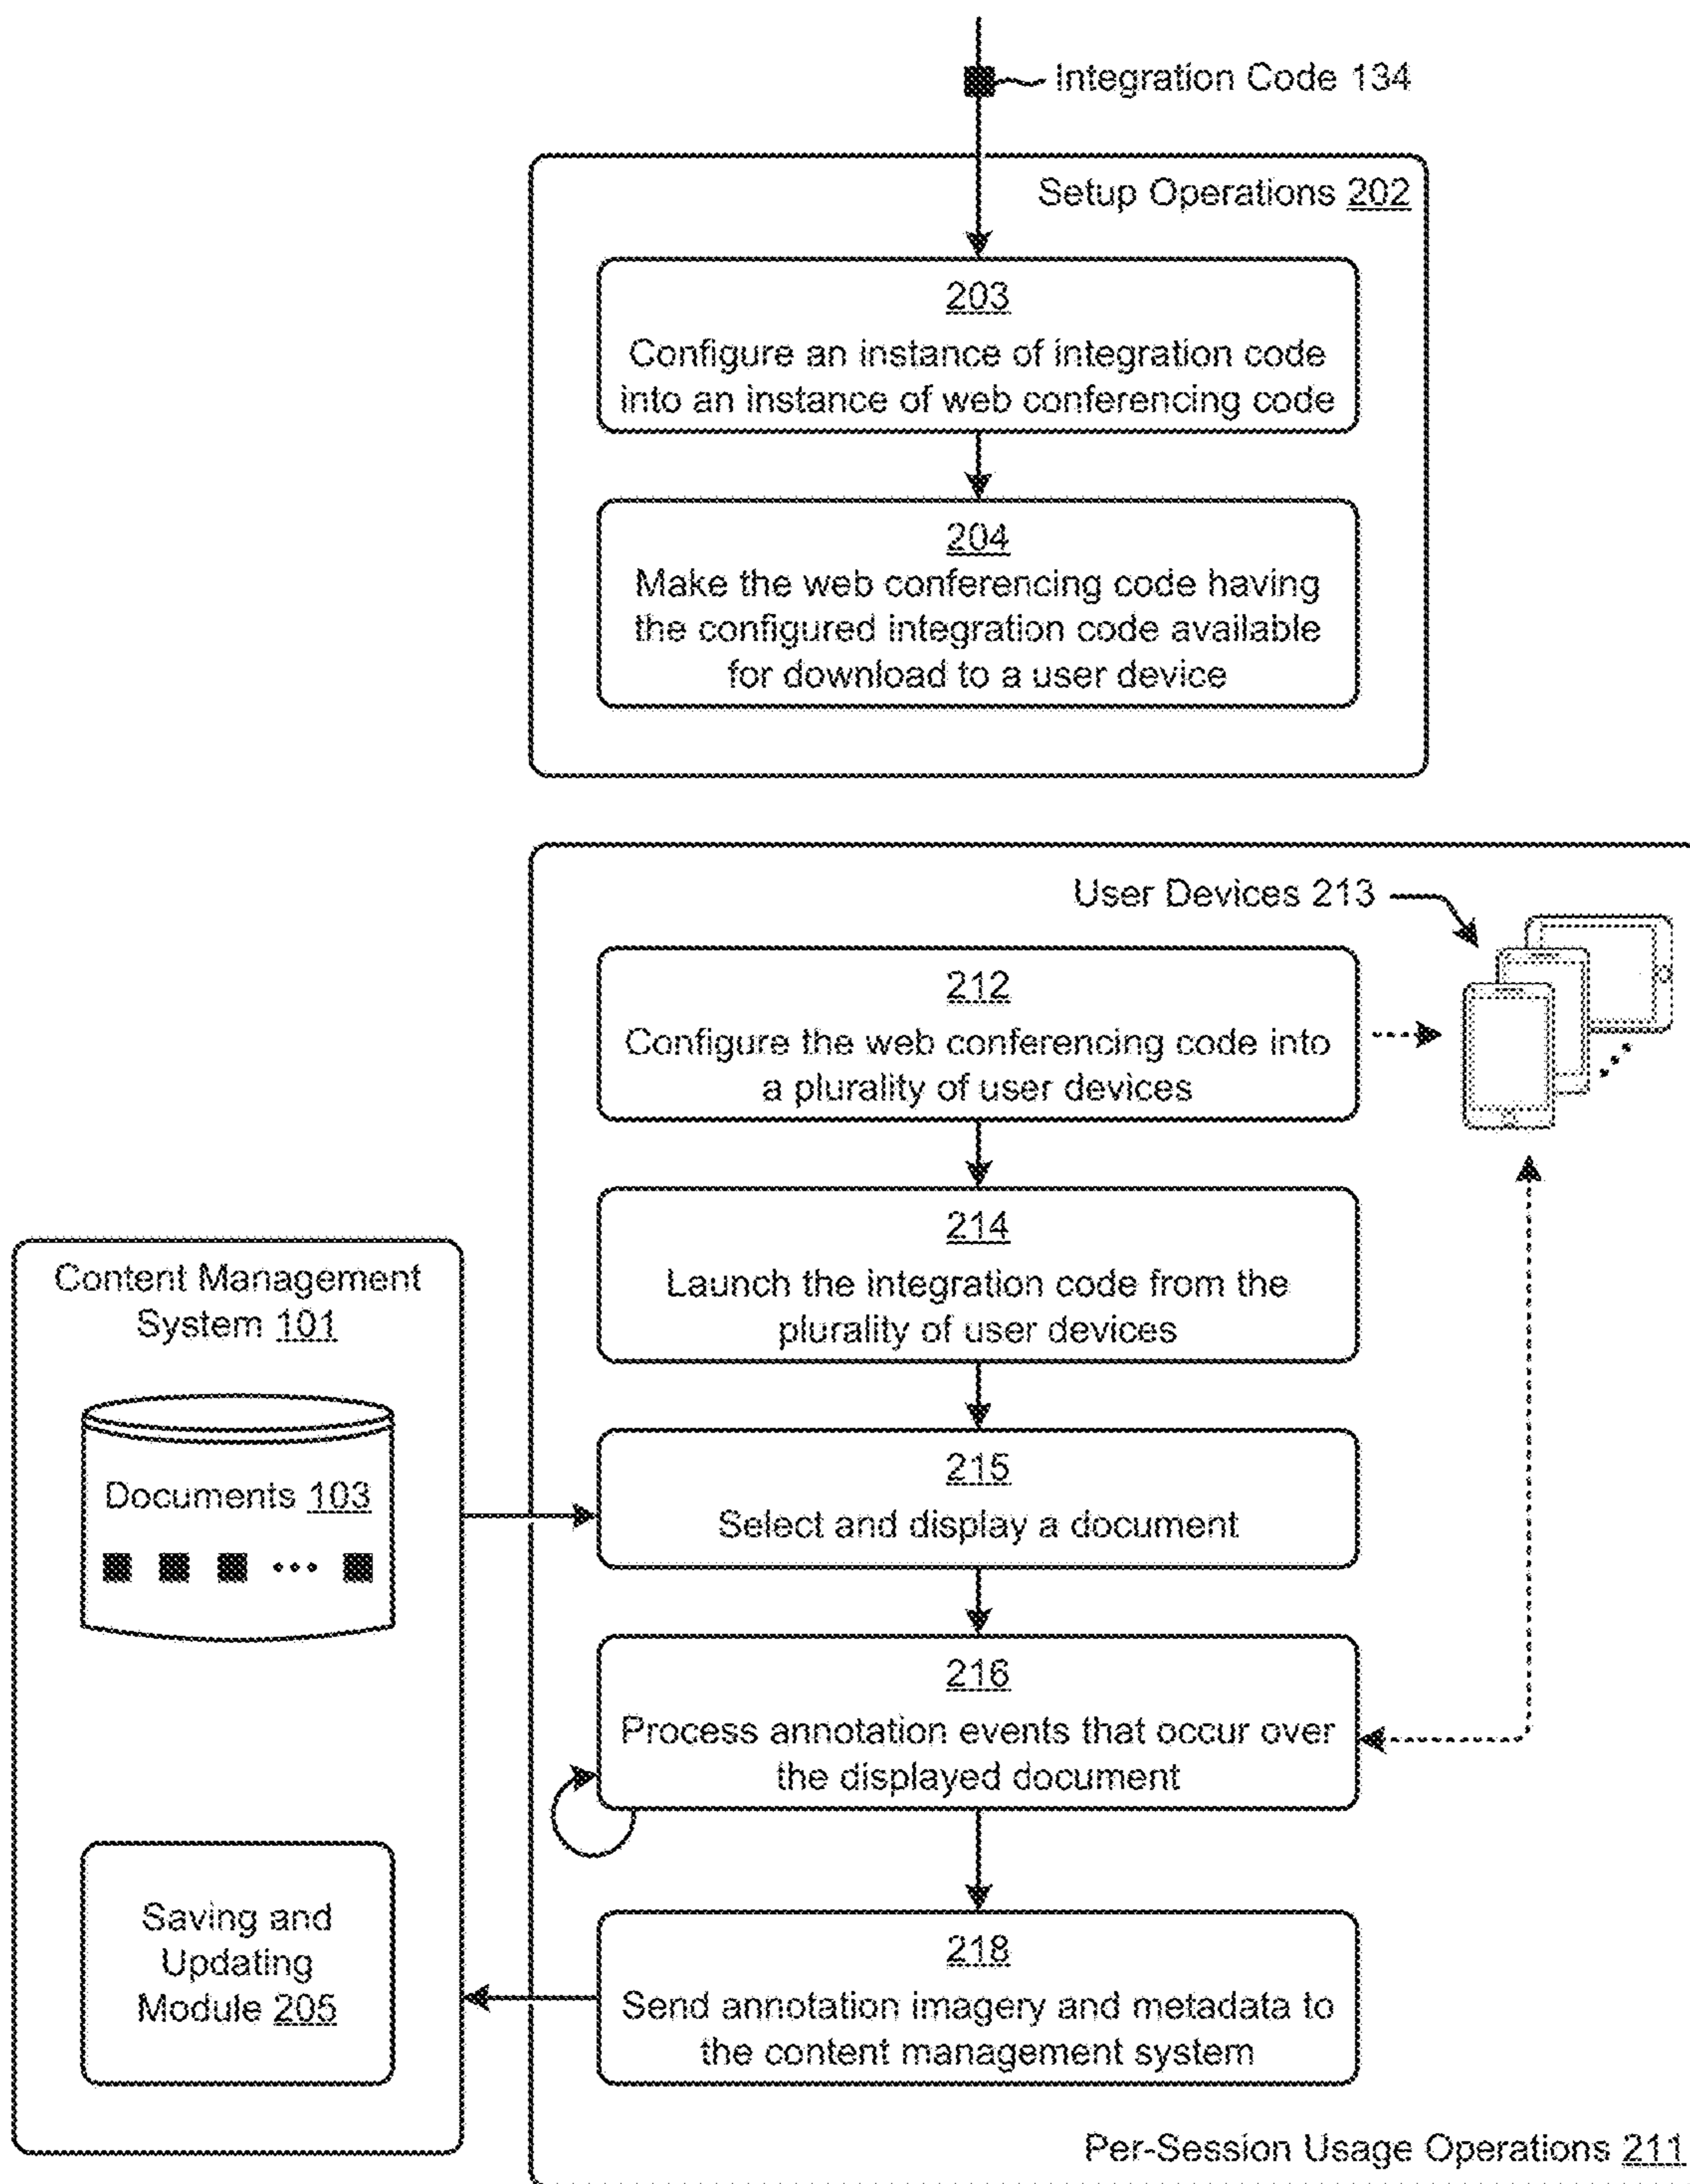 Integration Code 134
Setup Operations 202
203
Configure an instance of integration code
into an instance of web conferencing code
204
Make the web conferencing code having
the configured integration code available
for download to a user device
User Devices 213
212
Configure the web conferencing code into
a plurality of user devices
214
Launch the integration code from the
plurality of user devices
Content Management
System 101
Documents 103
215
Select and display a document
216
Process annotation events that occur over
the displayed document
Saving and
Updating
Module 205
218
Send annotation imagery and metadata to
the content management system
Per-Session Usage Operations 211